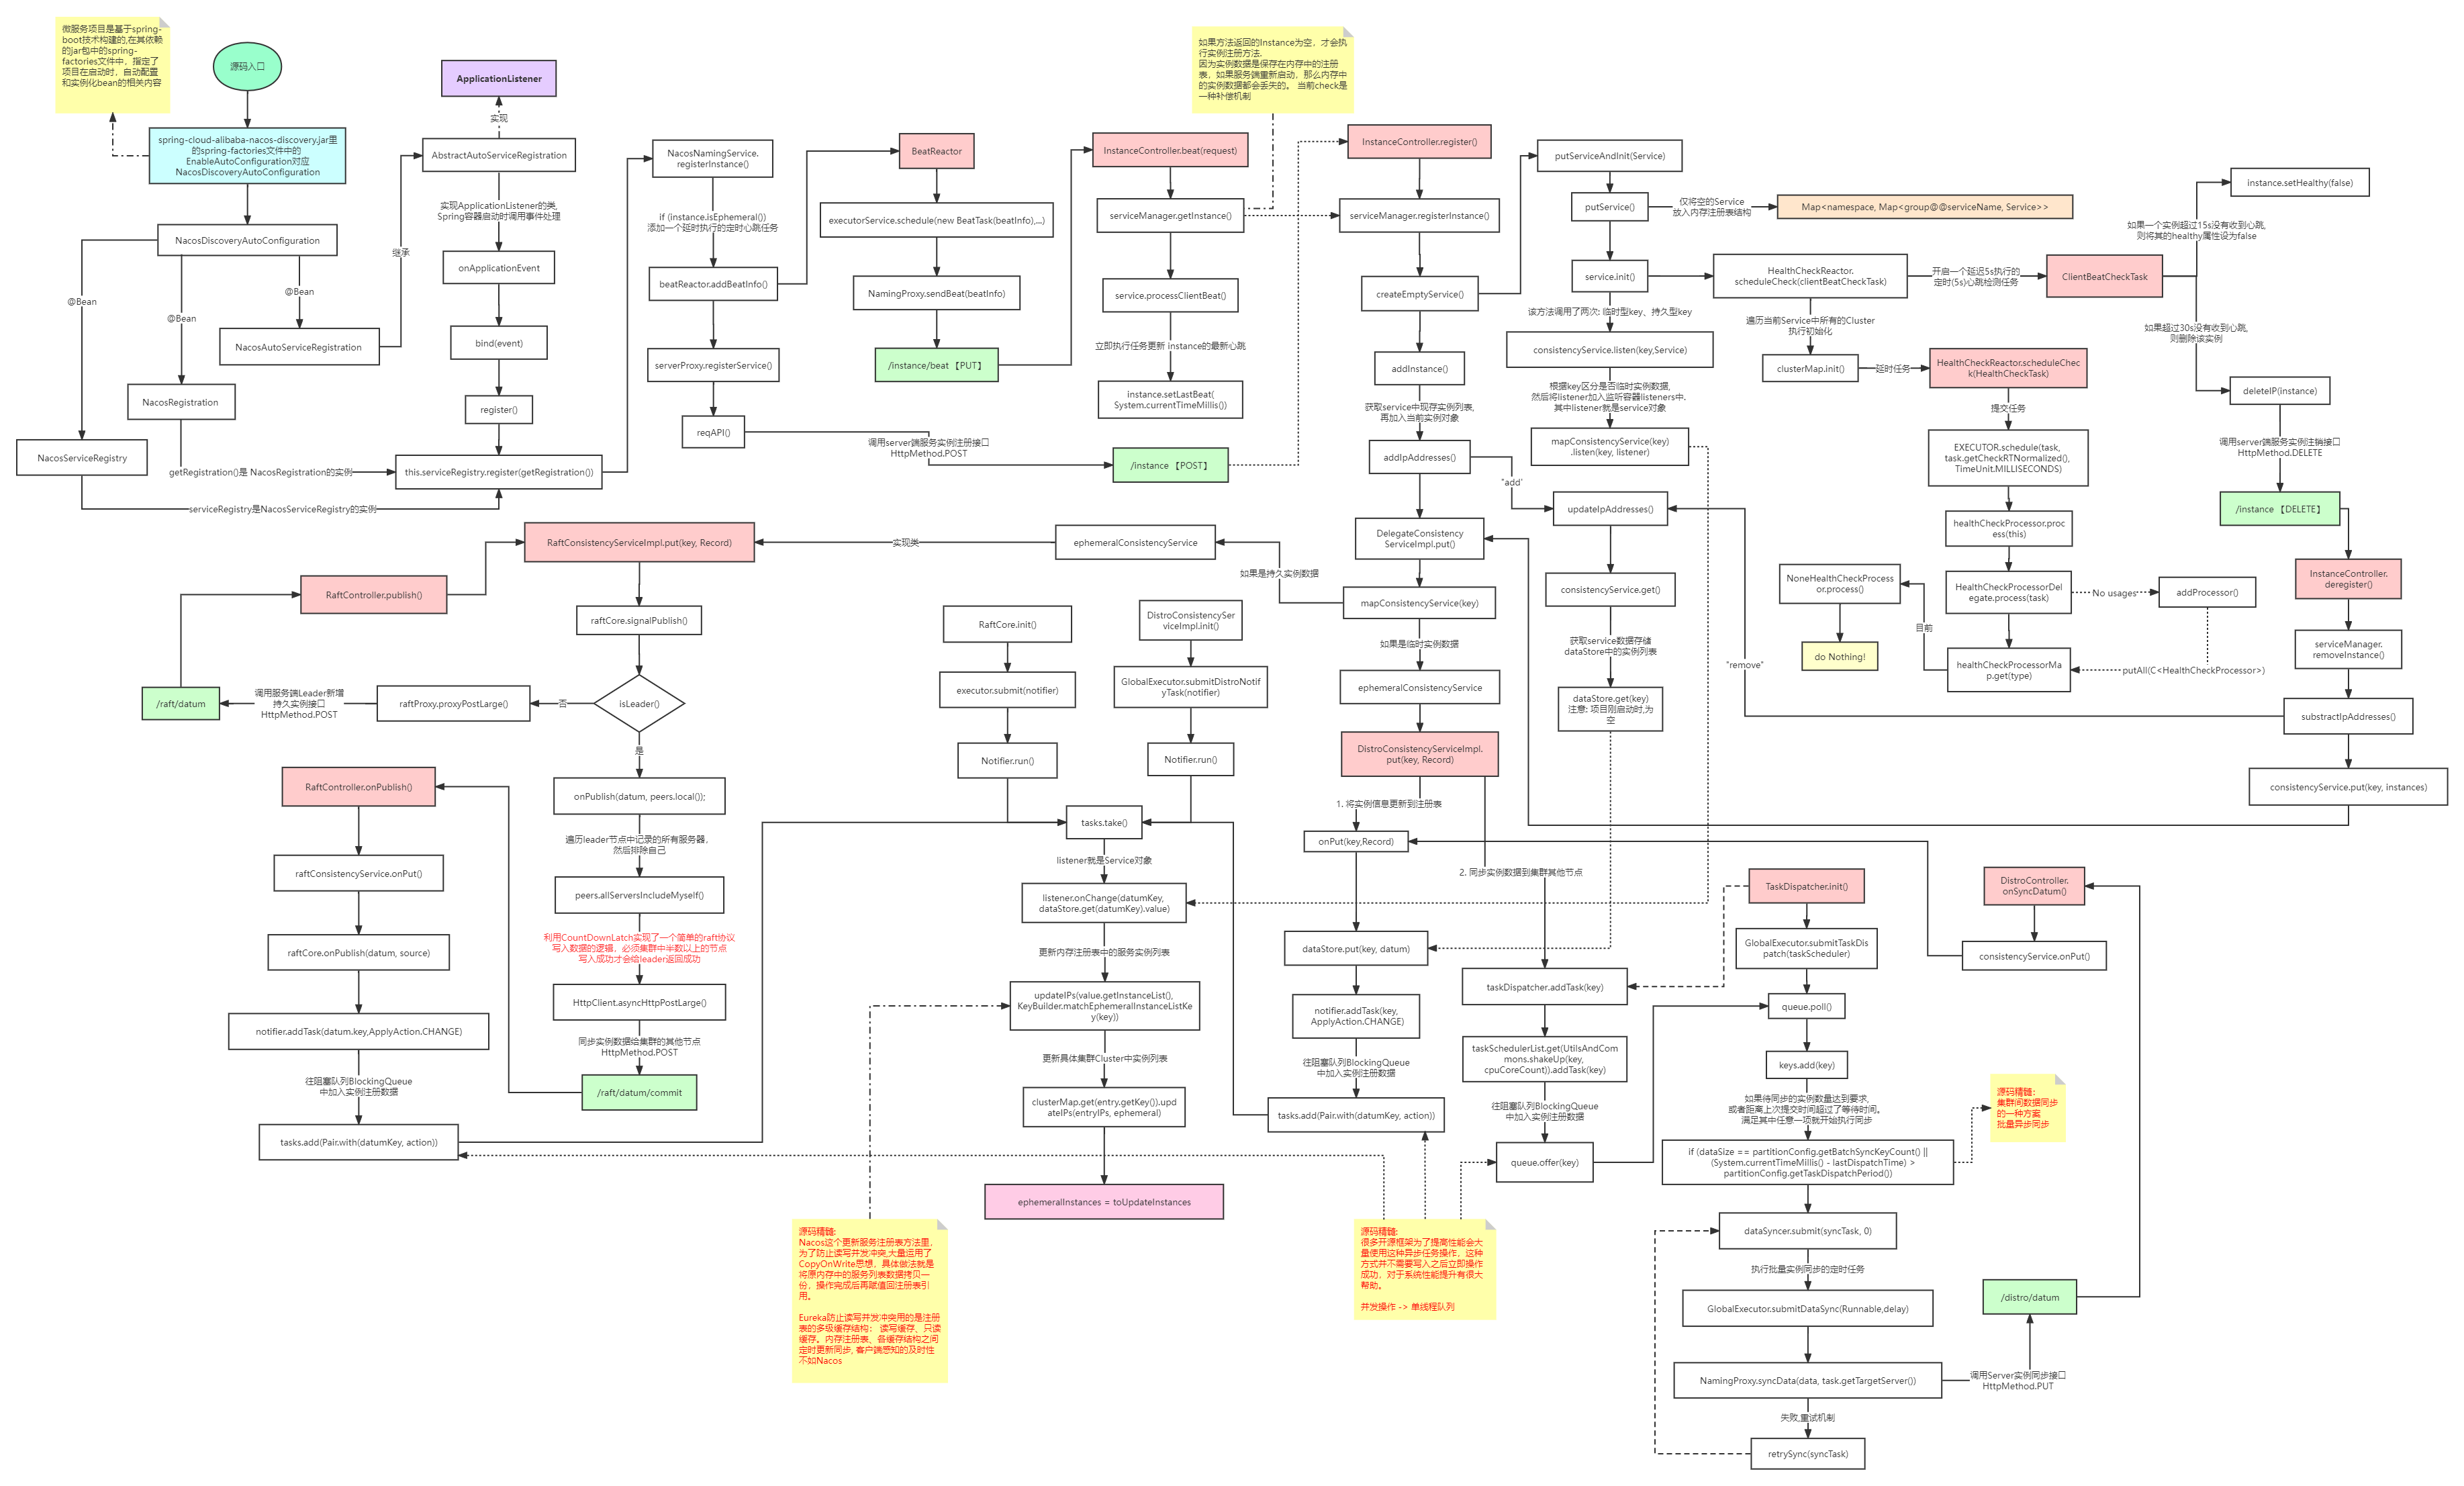 微服务项目是基于spring-
boot技术构建的,在其依赖
的jar包中的spring-
factories文件中，指定了
项目在启动时，自动配置
和实例化bean的相关内容
源码入口
spring-cloud-alibaba-nacos-discovery.jar里
的spring-factories文件中的
EnableAutoConfiguration对应
NacosDiscoveryAutoConfiguration
NacosDiscoveryAutoConfiguration
@Bean
@Bean
@Bean
NacosAutoServiceRegistration
NacosRegistration
NacosServiceRegistry
getRegistration()是 NacosRegistration的实例
serviceRegistry是NacosServiceRegistry的实例
继承
ApplicationListener
实现
AbstractAutoServiceRegistration
实现ApplicationListener的类,
Spring容器启动时调用事件处理
onApplicationEvent
bind(event)
register()
this.serviceRegistry.register(getRegistration())
NacosNamingService.
registerInstance()
if (instance.isEphemeral())
添加一个延时执行的定时心跳任务
beatReactor.addBeatInfo()
serverProxy.registerService()
reqAPI()
调用server端服务实例注册接口
HttpMethod.POST
BeatReactor
executorService.schedule(new BeatTask(beatInfo),...)
NamingProxy.sendBeat(beatInfo)
/instance/beat 【PUT】
InstanceController.beat(request)
serviceManager.getInstance()
service.processClientBeat()
立即执行任务更新 instance的最新心跳
instance.setLastBeat(
System.currentTimeMillis())
/instance 【POST】
如果方法返回的Instance为空，才会执
行实例注册方法.
因为实例数据是保存在内存中的注册
表，如果服务端重新启动，那么内存中
的实例数据都会丢失的。 当前check是
一种补偿机制
InstanceController.register()
serviceManager.registerInstance()
createEmptyService()
addInstance()
获取service中现存实例列表,
再加入当前实例对象
addIpAddresses()
"add'
DelegateConsistency
ServiceImpl.put()
mapConsistencyService(key)
如果是临时实例数据
ephemeralConsistencyService
DistroConsistencyServiceImpl.
put(key, Record)
1. 将实例信息更新到注册表
onPut(key,Record)
2. 同步实例数据到集群其他节点
dataStore.put(key, datum)
notifier.addTask(key,
ApplyAction.CHANGE)
往阻塞队列BlockingQueue
中加入实例注册数据
tasks.add(Pair.with(datumKey, action))
putServiceAndInit(Service)
putService()
仅将空的Service
放入内存注册表结构
Map<namespace, Map<group@@serviceName, Service>>
service.init()
该方法调用了两次: 临时型key、持久型key
consistencyService.listen(key,Service)
根据key区分是否临时实例数据,
然后将listener加入监听容器listeners中.
其中listener就是service对象
mapConsistencyService(key)
.listen(key, listener)
updateIpAddresses()
consistencyService.get()
获取service数据存储
dataStore中的实例列表
dataStore.get(key)
注意: 项目刚启动时,为
空
HealthCheckReactor.
scheduleCheck(clientBeatCheckTask)
开启一个延迟5s执行的
定时(5s)心跳检测任务
ClientBeatCheckTask
遍历当前Service中所有的Cluster
执行初始化
clusterMap.init()
延时任务
HealthCheckReactor.scheduleChec
k(HealthCheckTask)
提交任务
EXECUTOR.schedule(task,
task.getCheckRTNormalized(),
TimeUnit.MILLISECONDS)
healthCheckProcessor.proc
ess(this)
HealthCheckProcessorDel
egate.process(task)
No usages
addProcessor()
putAll(C<HealthCheckProcessor>)
healthCheckProcessorMa
p.get(type)
目前
NoneHealthCheckProcess
or.process()
do Nothing!
instance.setHealthy(false)
如果一个实例超过15s没有收到心跳,
则将其的healthy属性设为false
如果超过30s没有收到心跳,
则删除该实例
deleteIP(instance)
调用server端服务实例注销接口
HttpMethod.DELETE
/instance 【DELETE】
InstanceController.
deregister()
serviceManager.
removeInstance()
substractIpAddresses()
"remove"
consistencyService.put(key, instances)
RaftConsistencyServiceImpl.put(key, Record)
实现类
ephemeralConsistencyService
如果是持久实例数据
RaftController.publish()
raftCore.signalPublish()
isLeader()
否
raftProxy.proxyPostLarge()
调用服务端Leader新增
持久实例接口
HttpMethod.POST
/raft/datum
是
onPublish(datum, peers.local());
遍历leader节点中记录的所有服务器，
然后排除自己
peers.allServersIncludeMyself()
利用CountDownLatch实现了一个简单的raft协议
写入数据的逻辑，必须集群中半数以上的节点
写入成功才会给leader返回成功
HttpClient.asyncHttpPostLarge()
同步实例数据给集群的其他节点
HttpMethod.POST
/raft/datum/commit
RaftController.onPublish()
raftConsistencyService.onPut()
raftCore.onPublish(datum, source)
notifier.addTask(datum.key,ApplyAction.CHANGE)
往阻塞队列BlockingQueue
中加入实例注册数据
tasks.add(Pair.with(datumKey, action))
RaftCore.init()
executor.submit(notifier)
Notifier.run()
DistroConsistencySer
viceImpl.init()
GlobalExecutor.submitDistroNotif
yTask(notifier)
Notifier.run()
tasks.take()
listener就是Service对象
listener.onChange(datumKey,
dataStore.get(datumKey).value)
更新内存注册表中的服务实例列表
updateIPs(value.getInstanceList(),
KeyBuilder.matchEphemeralInstanceListKe
y(key))
更新具体集群Cluster中实例列表
clusterMap.get(entry.getKey()).upd
ateIPs(entryIPs, ephemeral)
ephemeralInstances = toUpdateInstances
源码精髓:
Nacos这个更新服务注册表方法里，
为了防止读写并发冲突,大量运用了
CopyOnWrite思想，具体做法就是
将原内存中的服务列表数据拷贝一
份，操作完成后再赋值回注册表引
用。
Eureka防止读写并发冲突用的是注册
表的多级缓存结构： 读写缓存、只读
缓存。内存注册表、各缓存结构之间
定时更新同步, 客户端感知的及时性
不如Nacos
源码精髓:
很多开源框架为了提高性能会大
量使用这种异步任务操作，这种
方式并不需要写入之后立即操作
成功，对于系统性能提升有很大
帮助。
并发操作 -> 单线程队列
taskDispatcher.addTask(key)
taskSchedulerList.get(UtilsAndCom
mons.shakeUp(key,
cpuCoreCount)).addTask(key)
往阻塞队列BlockingQueue
中加入实例注册数据
queue.offer(key)
TaskDispatcher.init()
GlobalExecutor.submitTaskDis
patch(taskScheduler)
queue.poll()
keys.add(key)
如果待同步的实例数量达到要求,
或者距离上次提交时间超过了等待时间。
满足其中任意一项就开始执行同步
if (dataSize == partitionConfig.getBatchSyncKeyCount() ||
(System.currentTimeMillis() - lastDispatchTime) >
partitionConfig.getTaskDispatchPeriod())
源码精髓:
集群间数据同步
的一种方案
批量异步同步
dataSyncer.submit(syncTask, 0)
执行批量实例同步的定时任务
GlobalExecutor.submitDataSync(Runnable,delay)
NamingProxy.syncData(data, task.getTargetServer())
失败,重试机制
retrySync(syncTask)
调用Server实例同步接口
HttpMethod.PUT
/distro/datum
DistroController.
onSyncDatum()
consistencyService.onPut()